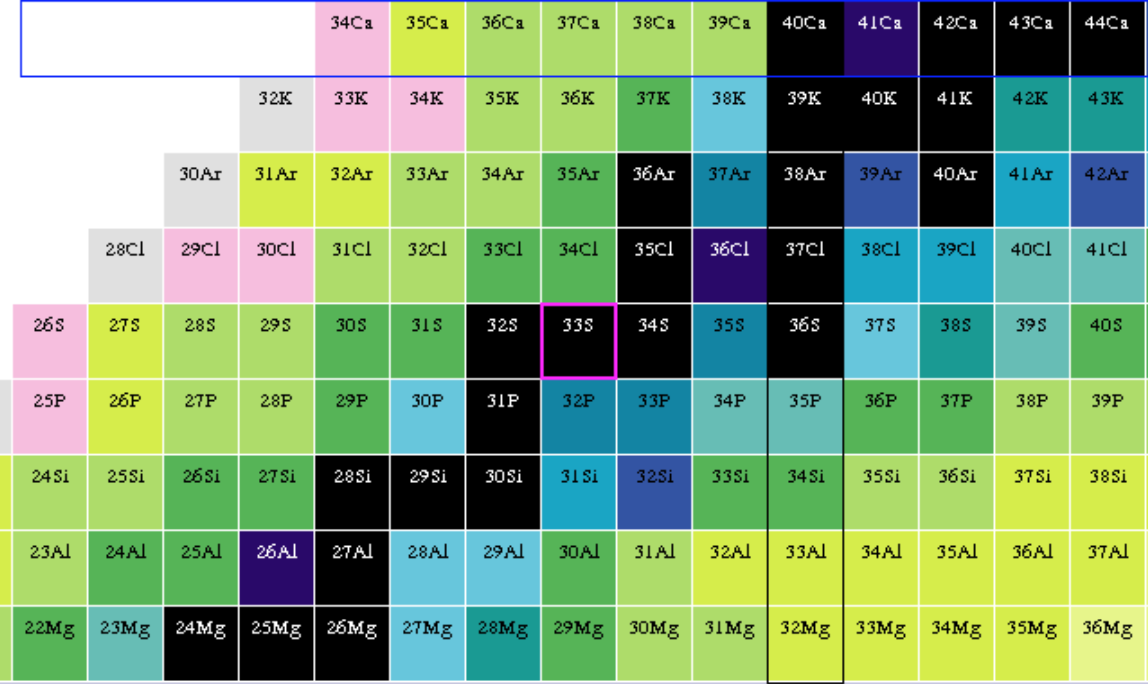 34Ca 35Ca 36Ca 37Ca 38Ca 39Ca 40Ca 41Ca 42Ca 43Ca 44Ca
32K 33K 34K 35K 36K 37K 38K 39K 40K 41K 42K 43K
30Ar 31Ar 32Ar 33Ar 34Ar 35Ar 36Ar 37Ar 38Ar 39Ar 40Ar 41Ar 42Ar
28Cl 29Cl 30Cl 31Cl 32Cl 33Cl 34Cl 35Cl 36Cl 37Cl 38Cl 39Cl 40Cl 41Cl
26S 27S 28S 29S 30S 31S 32S 33S 34S 35S 36S 37S 38S 39S 40S
25P 26P 27P 28P 29P 30P 31P 32P 33P 34P 35P 36P 37P 38P 39P
24Si 25Si 26Si 27Si 28Si 29Si 30Si 31Si 32Si 33Si 34Si 35Si 36Si 37Si 38Si
23Al 24Al 25Al 26Al 27Al 28Al 29Al 30Al 31Al 32Al 33Al 34Al 35Al 36Al 37Al
22Mg 23Mg 24Mg 25Mg 26Mg 27Mg 28Mg 29Mg 30Mg 31Mg 32Mg 33Mg 34Mg 35Mg 36Mg